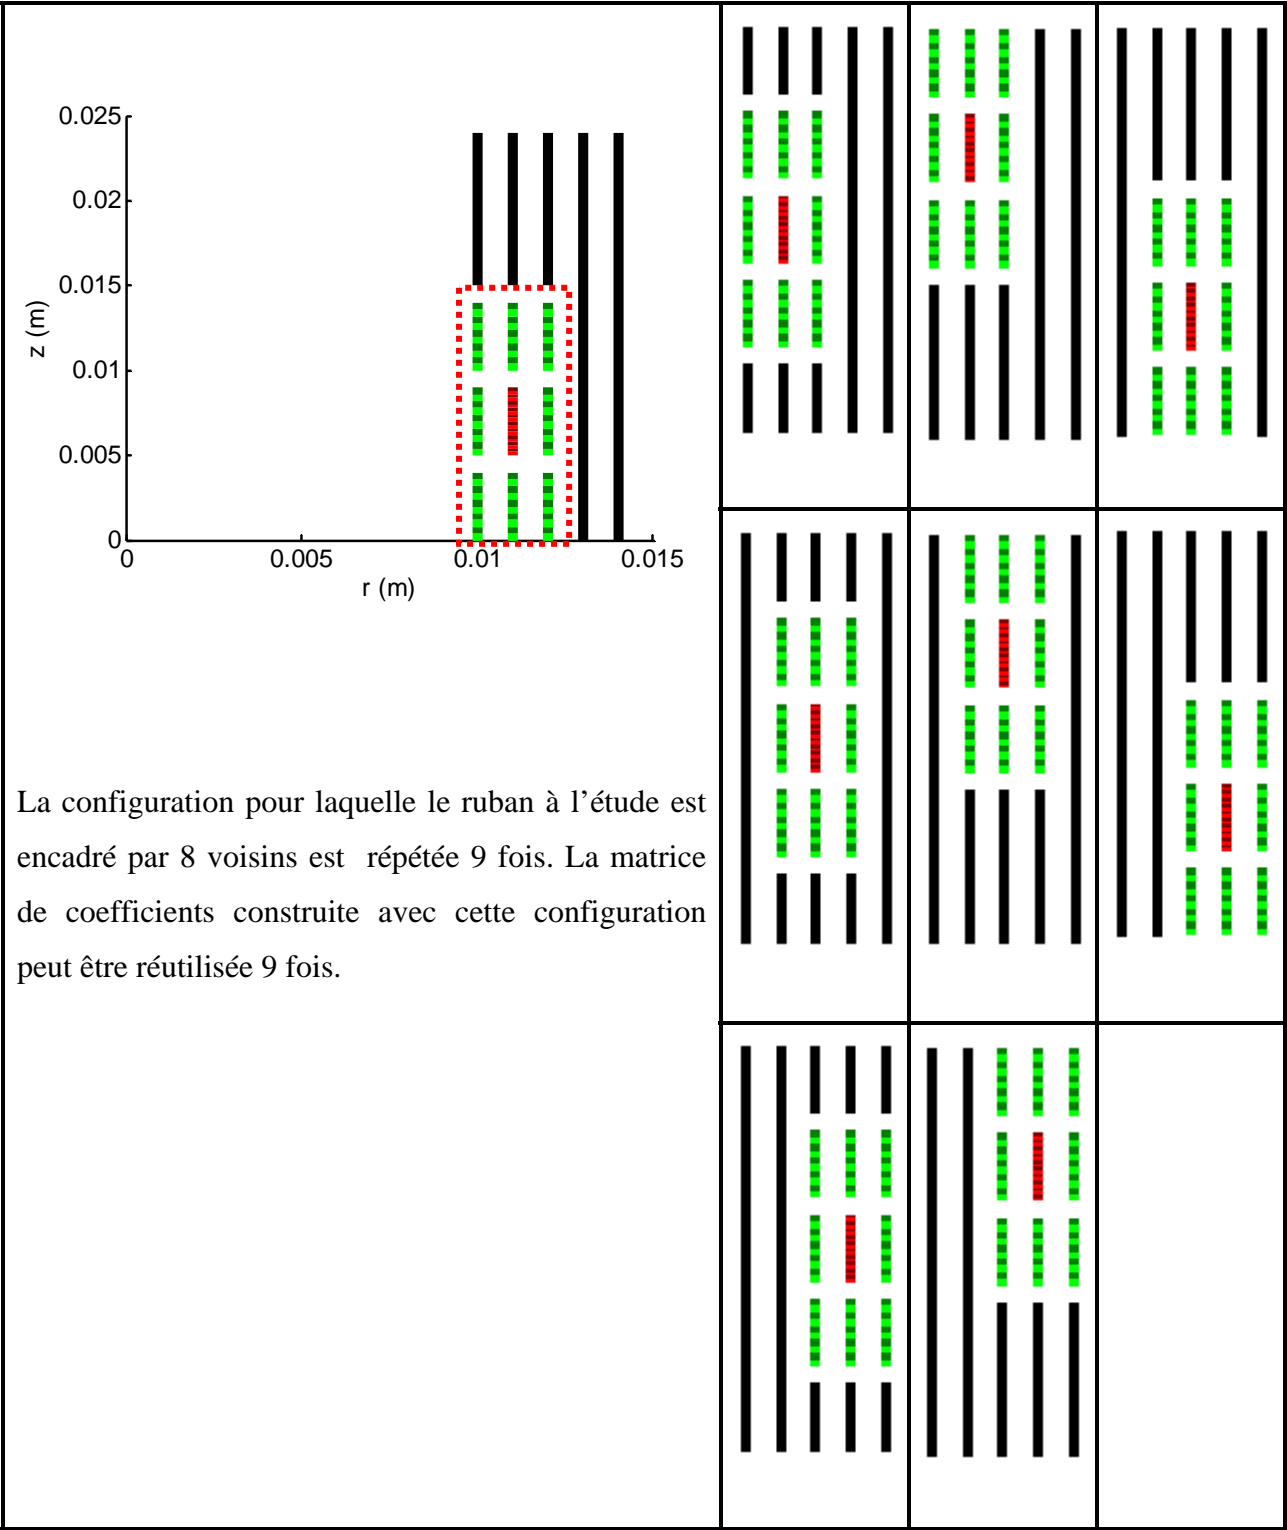 0.025
0.02
0.015
0.01
0.005
0
z (m)
0 0.005 0.01 0.015
r (m)
La configuration pour laquelle le ruban à l’étude est
encadré par 8 voisins est répétée 9 fois. La matrice
de coefficients construite avec cette configuration
peut être réutilisée 9 fois.